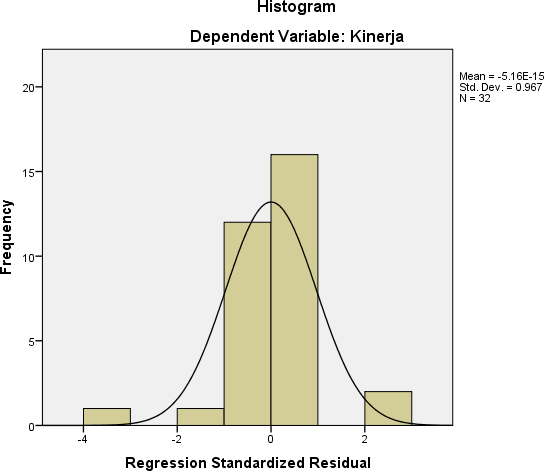 Histogram
Dependent Variable: Kinerja
Mean = -5.16E-15
Std. Dev. = 0.967
N = 32
20
15
10
5
0
Frequency
-4
-2
0
2
Regression Standardized Residual